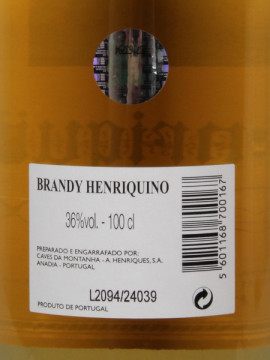 BRANDY HENRIQUINO
36%vol. - 100 cl
PREPARADO E ENGARRAFADO POR:
CAVES DA MONTANHA - A. HENRIQUES, S.A.
ANADIA - PORTUGAL
L2094/24039
PRODUTO DE PORTUGAL
5 601168 700167